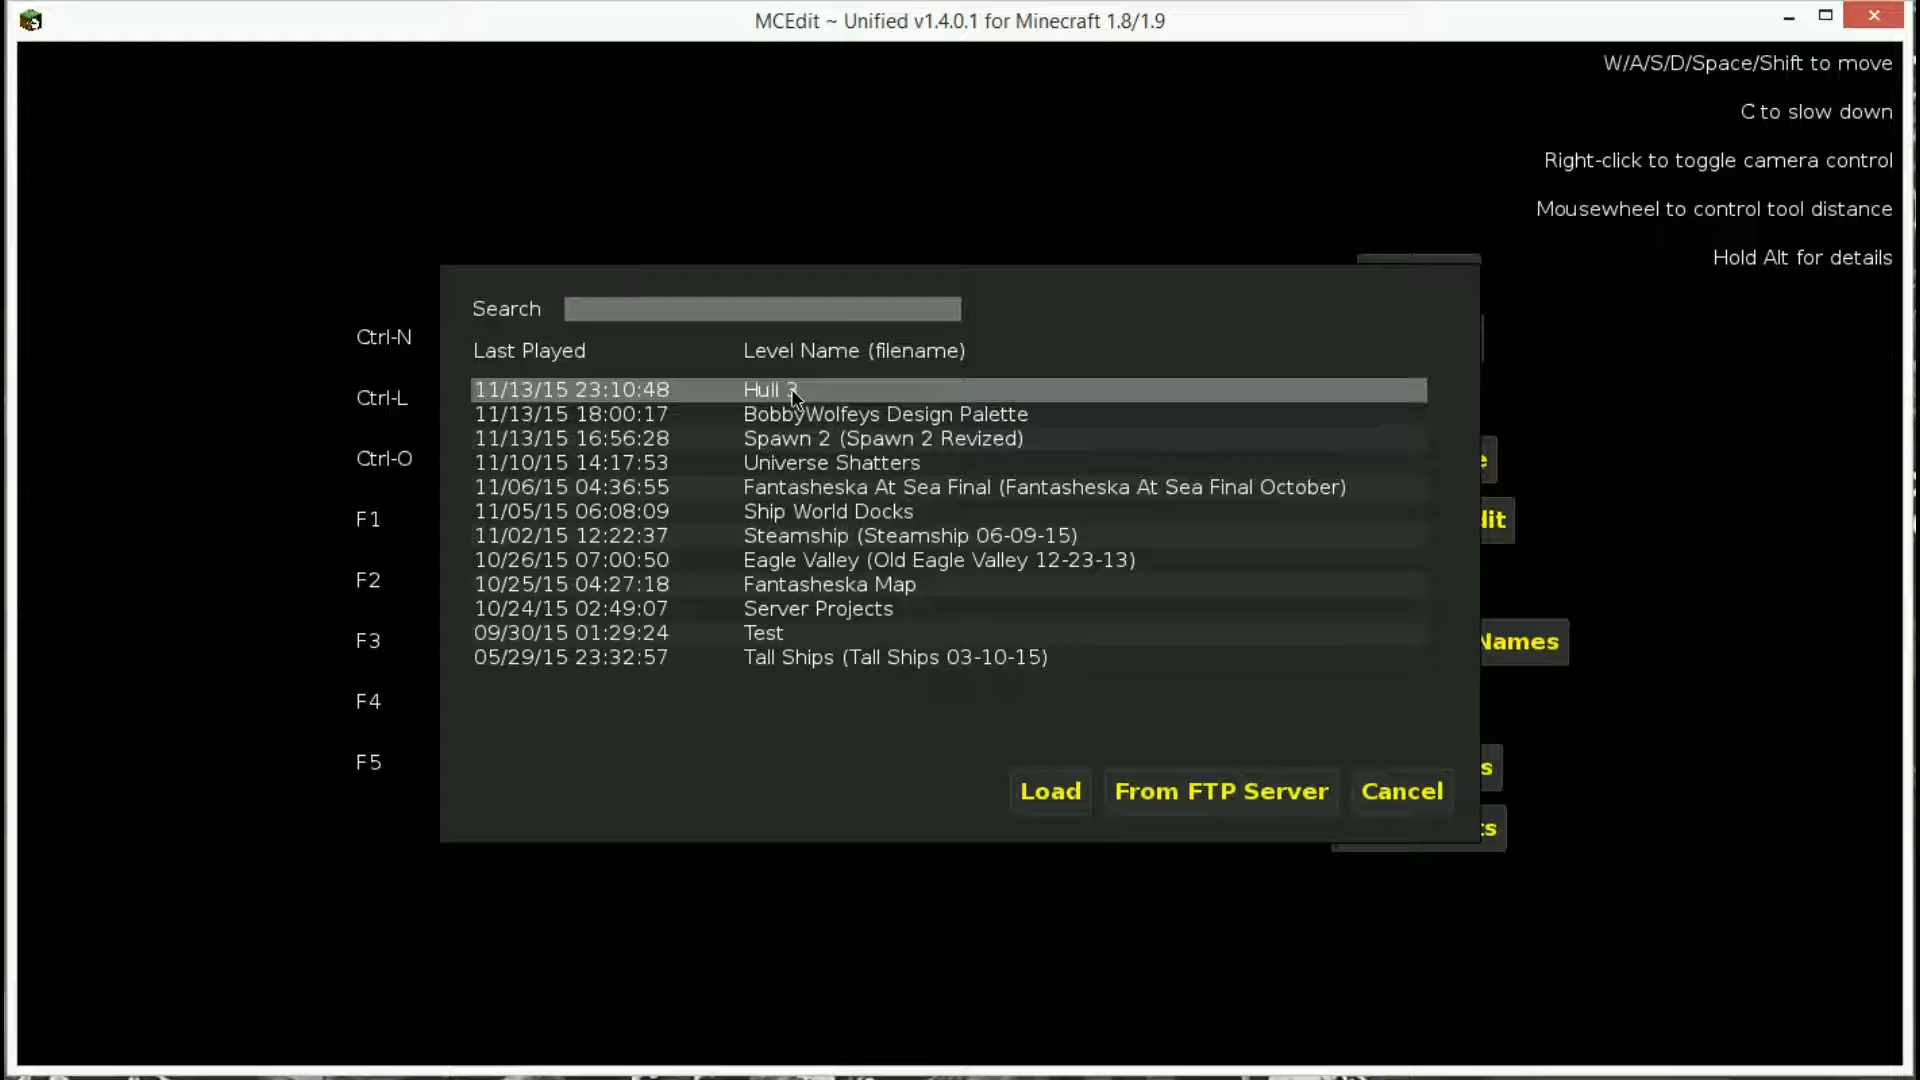 MCEdit ~ Unified v1.4.0.1 for Minecraft 1.8/1.9
W/A/S/D/Space/Shift to move
C to slow down
Right-click to toggle camera control
Mousewheel to control tool distance
Hold Alt for details
Search
Last Played Level Name (filename)
11/13/15 23:10:48 Hull 3
11/13/15 18:00:17 BobbyWolfeys Design Palette
11/13/15 16:56:28 Spawn 2 (Spawn 2 Revized)
11/10/15 14:17:53 Universe Shatters
11/06/15 04:36:55 Fantasheska At Sea Final (Fantasheska At Sea Final October)
11/05/15 06:08:09 Ship World Docks
11/02/15 12:22:37 Steamship (Steamship 06-09-15)
10/26/15 07:00:50 Eagle Valley (Old Eagle Valley 12-23-13)
10/25/15 04:27:18 Fantasheska Map
10/24/15 02:49:07 Server Projects
09/30/15 01:29:24 Test
05/29/15 23:32:57 Tall Ships (Tall Ships 03-10-15)
Load From FTP Server Cancel
Ctrl-N
Ctrl-L
Ctrl-O
F1
F2
F3 Names
F4
F5